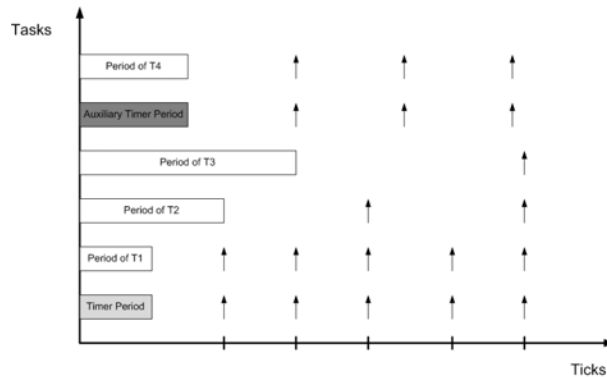 Tasks
Period of T4
Auxiliary Timer Period
Period of T3
Period of T2
Period of T1
Timer Period
Ticks